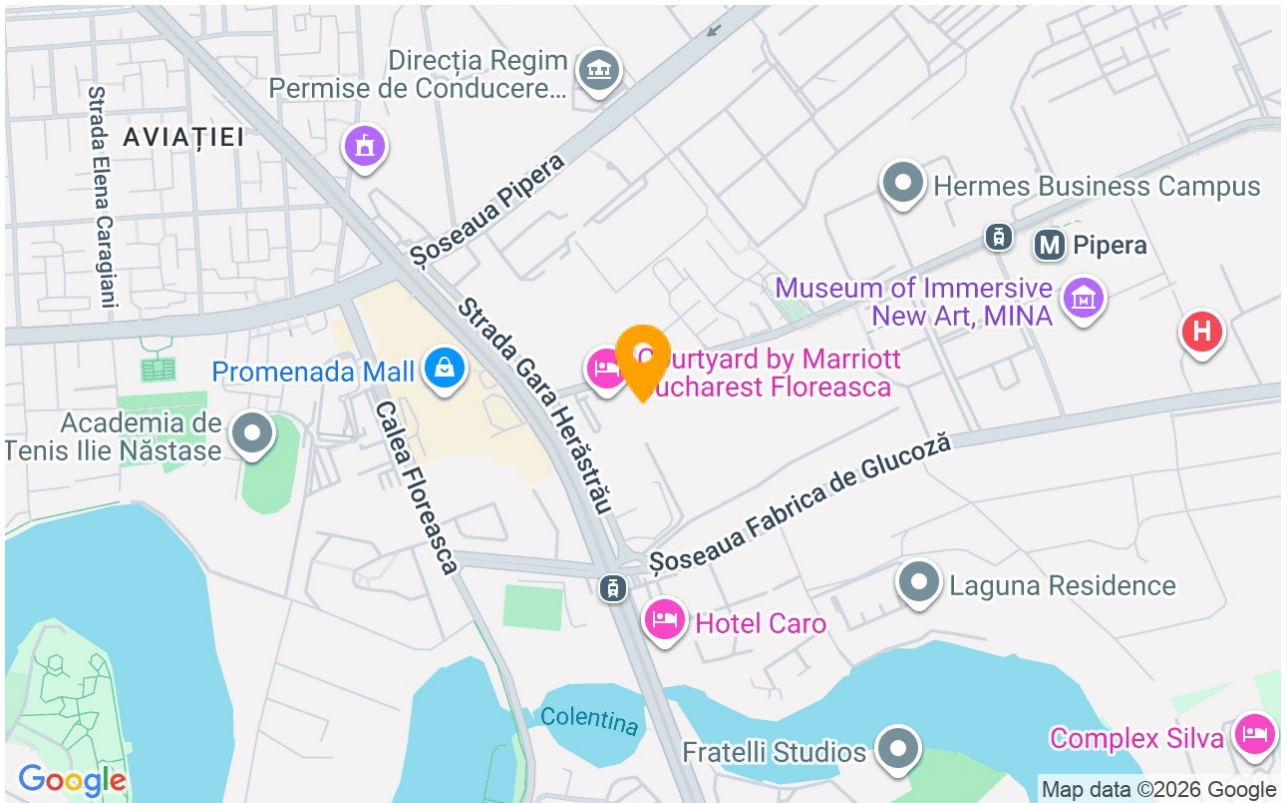 Direcția Regim
Permise de Conducere...
Strada Elena Caragiani
AVIAȚIEI
Șoseaua Pipera
Hermes Business Campus
M Pipera
Museum of Immersive
New Art, MINA
H
Strada Gara Herăstrău
Promenada Mall
Courtyard by Marriott
Bucharest Floreasca
Calea Floreasca
Academia de
Tenis Ilie Năstase
Șoseaua Fabrica de Glucoză
Laguna Residence
Hotel Caro
Colentina
Fratelli Studios
Complex Silva
Google
Map data ©2026 Google